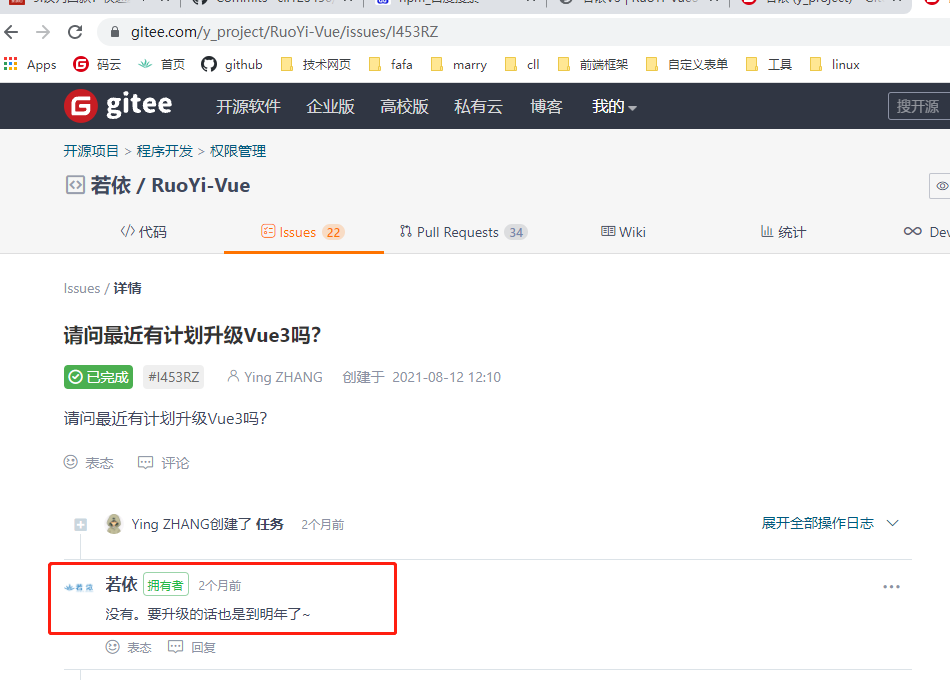 gitee.com/y_project/RuoYi-Vue/issues/I453RZ
Apps 码云 首页 github 技术网页 fafa marry cll 前端框架 自定义表单 工具 linux
gitee 开源软件 企业版 高校版 私有云 博客 我的 搜开源
开源项目 > 程序开发 > 权限管理
若依 / RuoYi-Vue
代码 Issues 22 Pull Requests 34 Wiki 统计
Issues / 详情
请问最近有计划升级Vue3吗?
已完成 #I453RZ Ying ZHANG 创建于 2021-08-12 12:10
请问最近有计划升级Vue3吗?
表态 评论
Ying ZHANG创建了 任务 2个月前 展开全部操作日志
若依 拥有者 2个月前
没有。要升级的话也是到明年了~
表态 回复